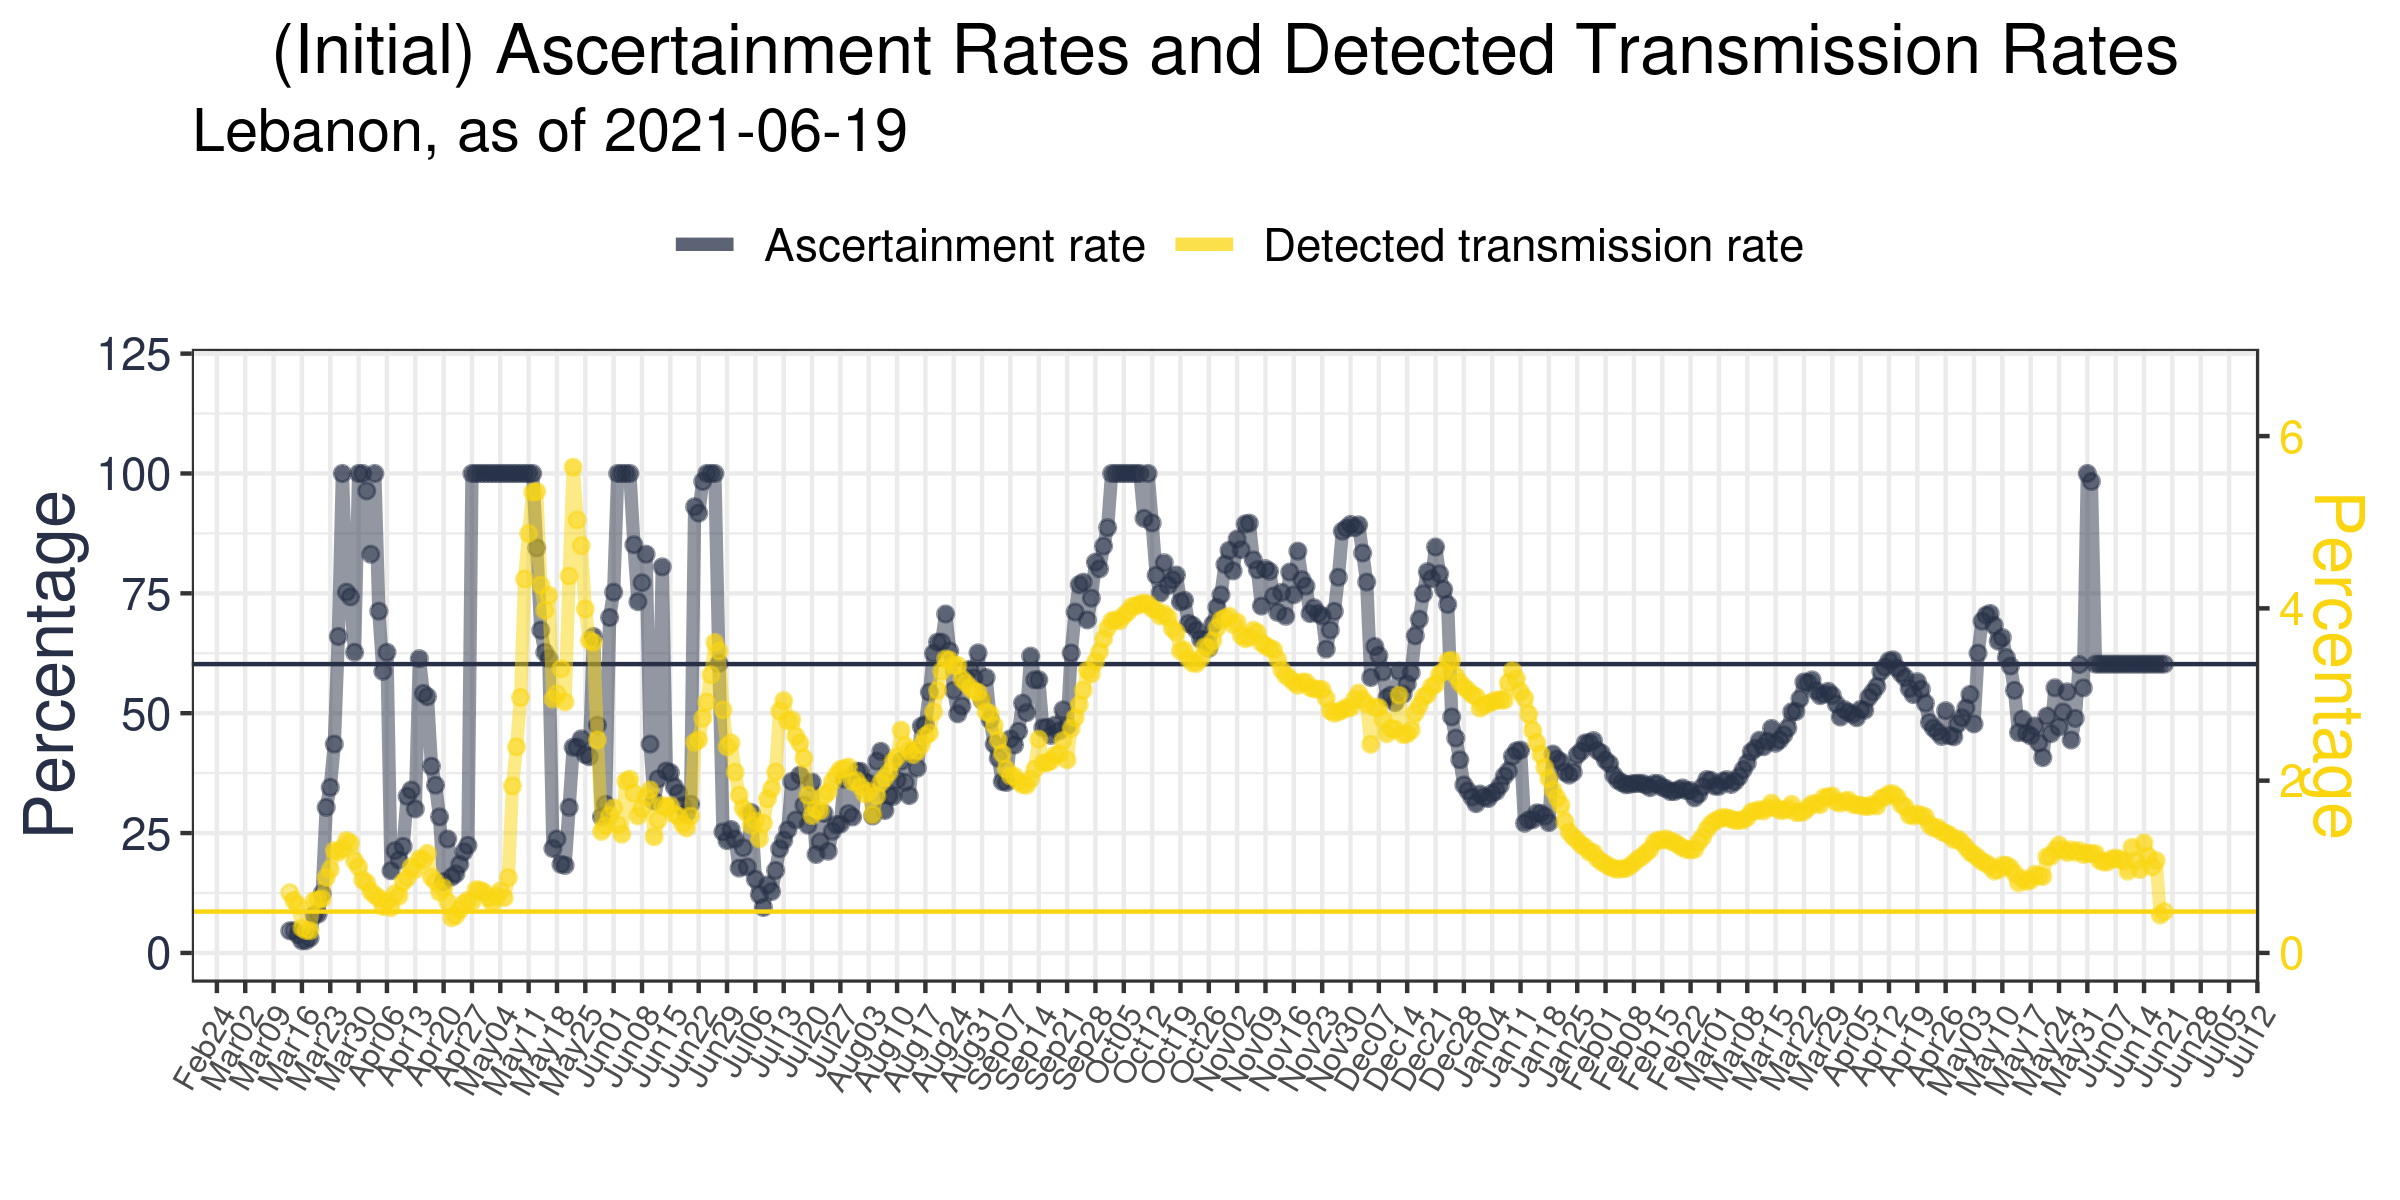 (Initial) Ascertainment Rates and Detected Transmission Rates
Lebanon, as of 2021-06-19
Ascertainment rate
Detected transmission rate
Percentage
125
100
75
50
25
0
6
4
2
0
Percentage
Feb24
Mar02
Mar09
Mar16
Mar23
Mar30
Apr06
Apr13
Apr20
Apr27
May04
May11
May18
May25
Jun01
Jun08
Jun15
Jun22
Jun29
Jul06
Jul13
Jul20
Jul27
Aug03
Aug10
Aug17
Aug24
Aug31
Sep07
Sep14
Sep21
Sep28
Oct05
Oct12
Oct19
Oct26
Nov02
Nov09
Nov16
Nov23
Nov30
Dec07
Dec14
Dec21
Dec28
Jan04
Jan11
Jan18
Jan25
Feb01
Feb08
Feb15
Feb22
Mar01
Mar08
Mar15
Mar22
Mar29
Apr05
Apr12
Apr19
Apr26
May03
May10
May17
May24
May31
Jun07
Jun14
Jun21
Jun28
Jul05
Jul12